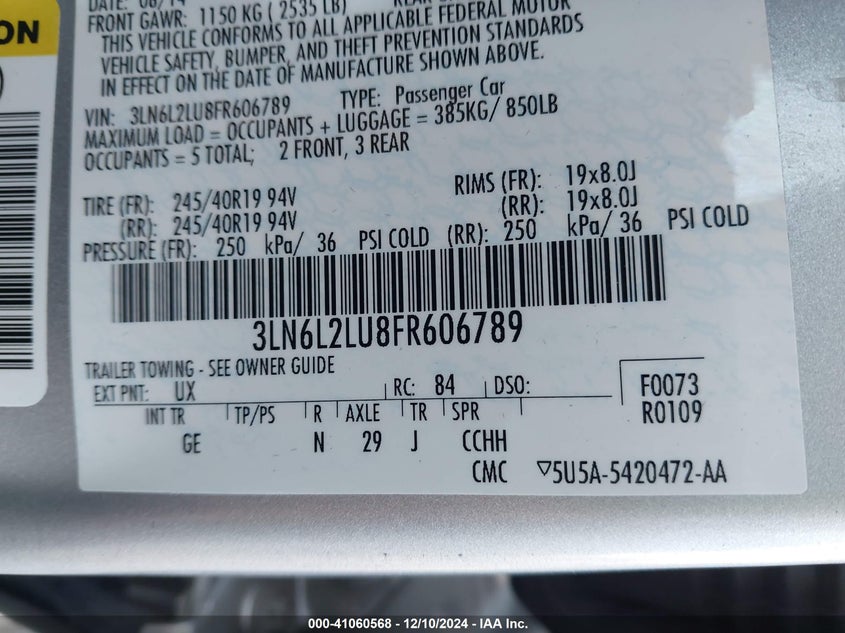 DATE: 08/14
FRONT GAWR: 1150 KG ( 2535 LB)
THIS VEHICLE CONFORMS TO ALL APPLICABLE FEDERAL MOTOR
VEHICLE SAFETY, BUMPER, AND THEFT PREVENTION STANDARDS
IN EFFECT ON THE DATE OF MANUFACTURE SHOWN ABOVE.
VIN: 3LN6L2LU8FR606789 TYPE: Passenger Car
MAXIMUM LOAD = OCCUPANTS + LUGGAGE = 385KG/ 850LB
OCCUPANTS = 5 TOTAL; 2 FRONT, 3 REAR
TIRE (FR): 245/40R19 94V RIMS (FR): 19x8.0J
(RR): 245/40R19 94V (RR): 19x8.0J
PRESSURE (FR): 250 kPa/ 36 PSI COLD (RR): 250 kPa/ 36 PSI COLD
3LN6L2LU8FR606789
TRAILER TOWING - SEE OWNER GUIDE
EXT PNT: UX RC: 84 DSO: F0073
INT TR TP/PS R AXLE TR SPR R0109
GE N 29 J CCHH
CMC ▽5U5A-5420472-AA
000-41060568 - 12/10/2024 - IAA Inc.